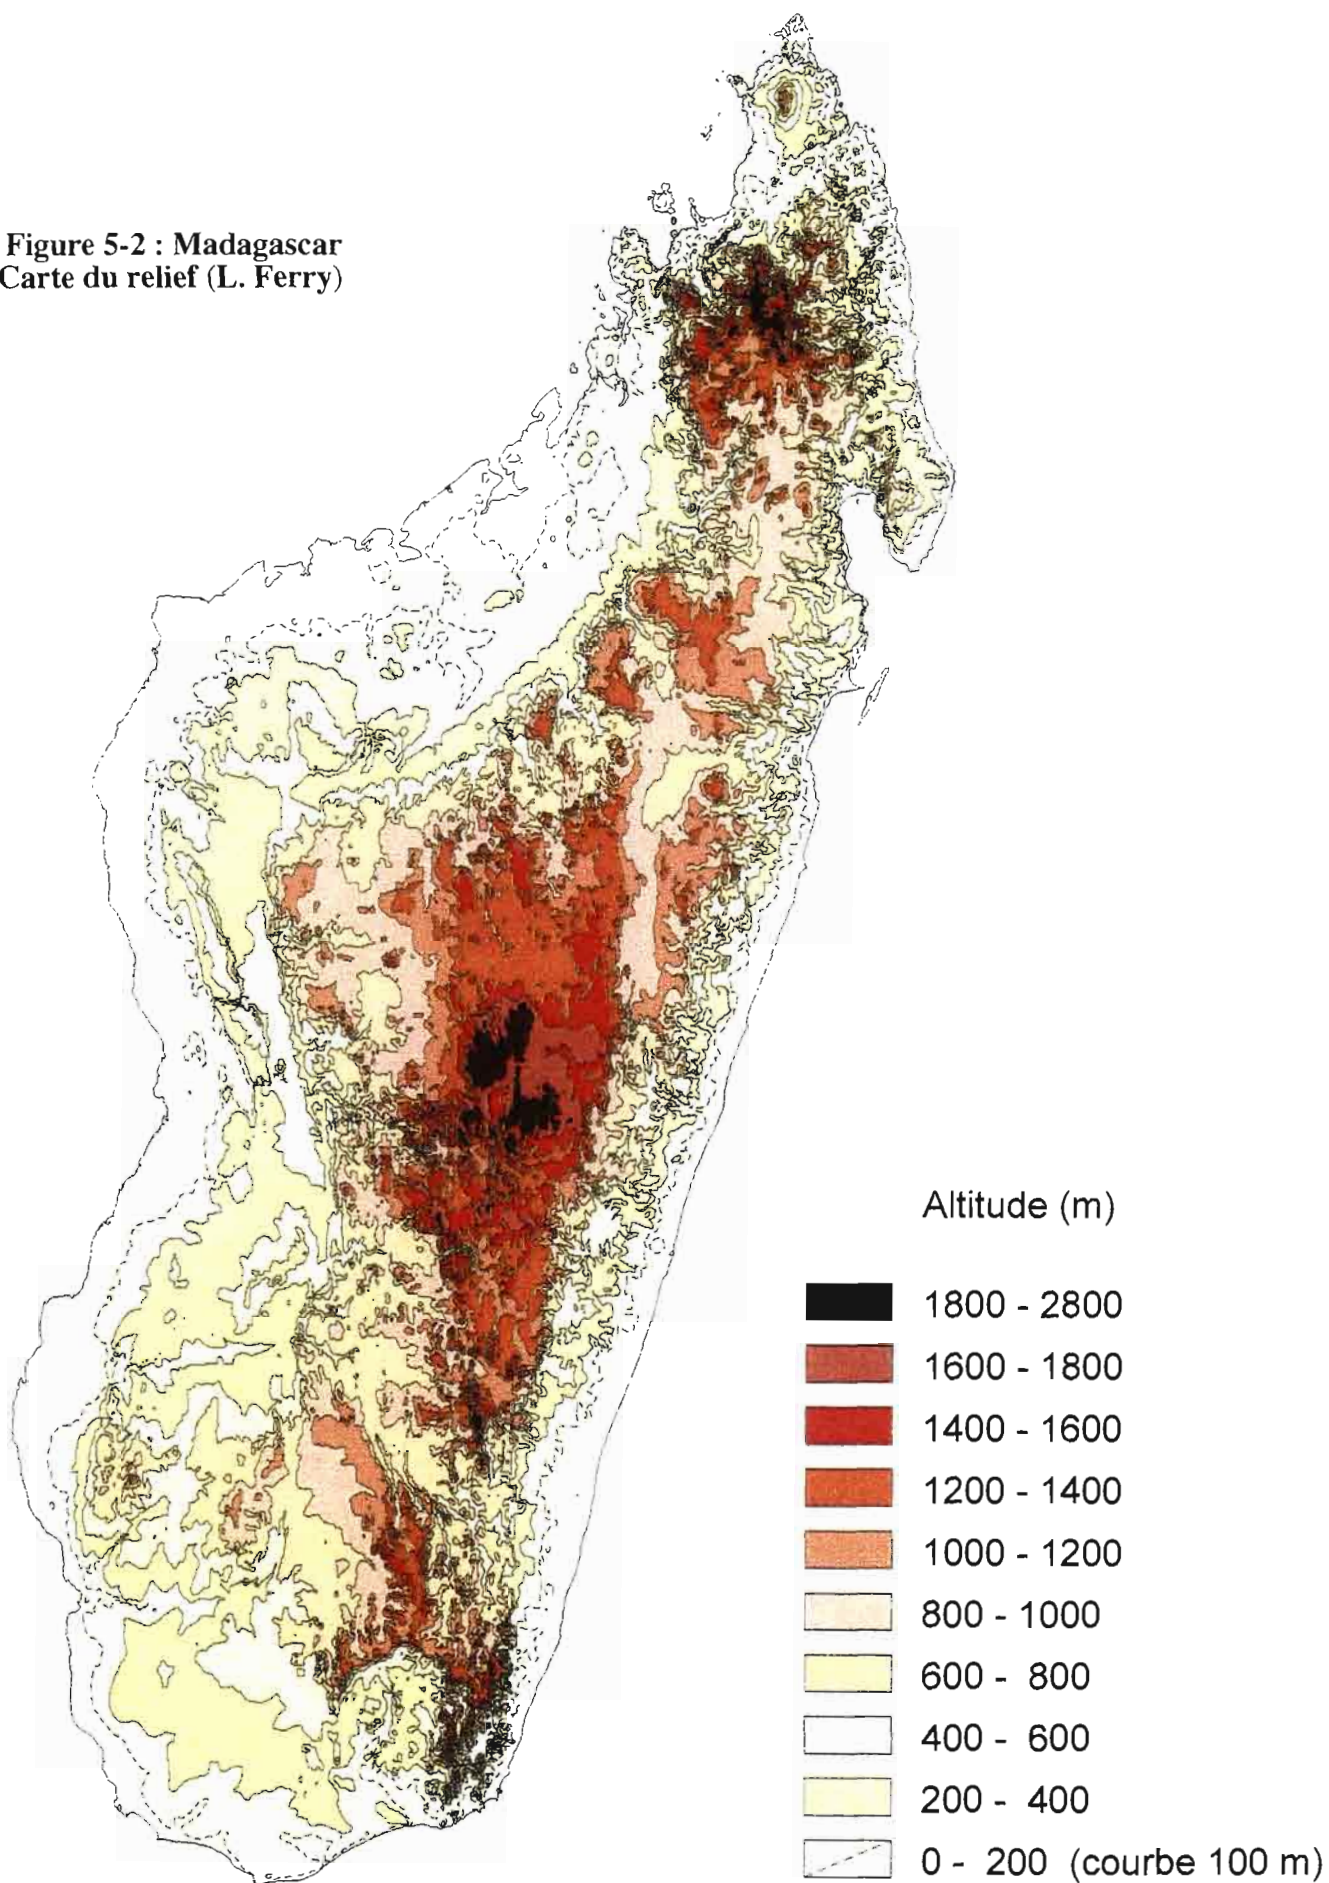 Figure 5-2 : Madagascar
Carte du relief (L. Ferry)
Altitude (m)
1800 - 2800
1600 - 1800
1400 - 1600
1200 - 1400
1000 - 1200
800 - 1000
600 - 800
400 - 600
200 - 400
0 - 200 (courbe 100 m)